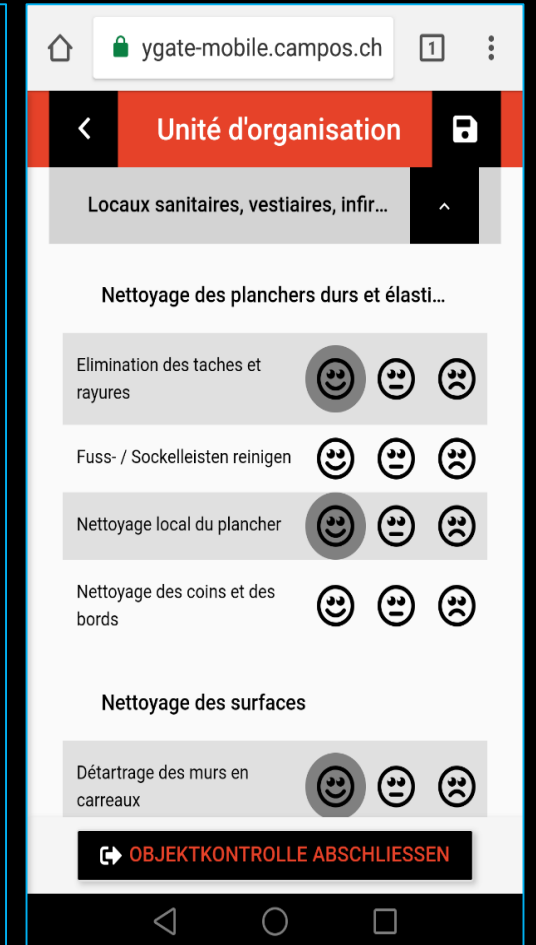 ygate-mobile.campos.ch
1
Unité d'organisation
Locaux sanitaires, vestiaires, infir...
Nettoyage des planchers durs et élasti...
Elimination des taches et
rayures
Fuss- / Sockelleisten reinigen
Nettoyage local du plancher
Nettoyage des coins et des
bords
Nettoyage des surfaces
Détartrage des murs en
carreaux
OBJEKTKONTROLLE ABSCHLIESSEN